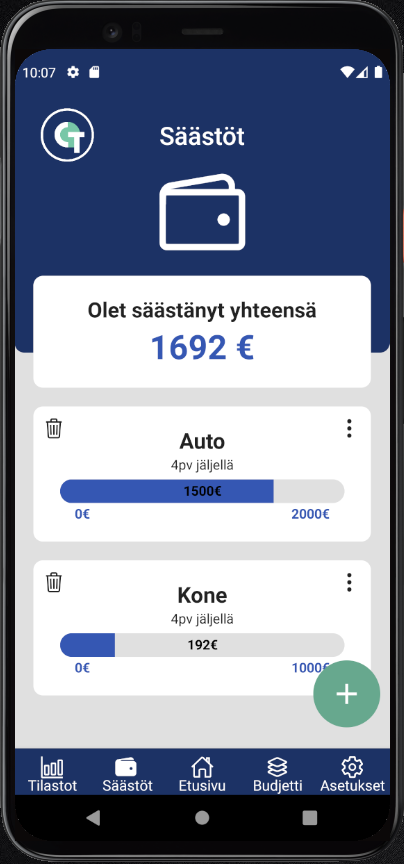 10:07
GT
Säästöt
Olet säästänyt yhteensä
1692 €
Auto
4pv jäljellä
1500€
0€ 2000€
Kone
4pv jäljellä
192€
0€ 1000€
+
Tilastot Säästöt Etusivu Budjetti Asetukset